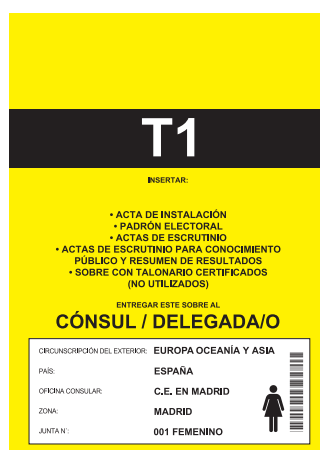 T1
INSERTAR:
• ACTA DE INSTALACIÓN
• PADRÓN ELECTORAL
• ACTAS DE ESCRUTINIO
• ACTAS DE ESCRUTINIO PARA CONOCIMIENTO
PÚBLICO Y RESUMEN DE RESULTADOS
• SOBRE CON TALONARIO CERTIFICADOS
(NO UTILIZADOS)
ENTREGAR ESTE SOBRE AL
CÓNSUL / DELEGADA/O
CIRCUNSCRIPCIÓN DEL EXTERIOR: EUROPA OCEANÍA Y ASIA
PAÍS: ESPAÑA
OFICINA CONSULAR: C.E. EN MADRID
ZONA: MADRID
JUNTA N°: 001 FEMENINO